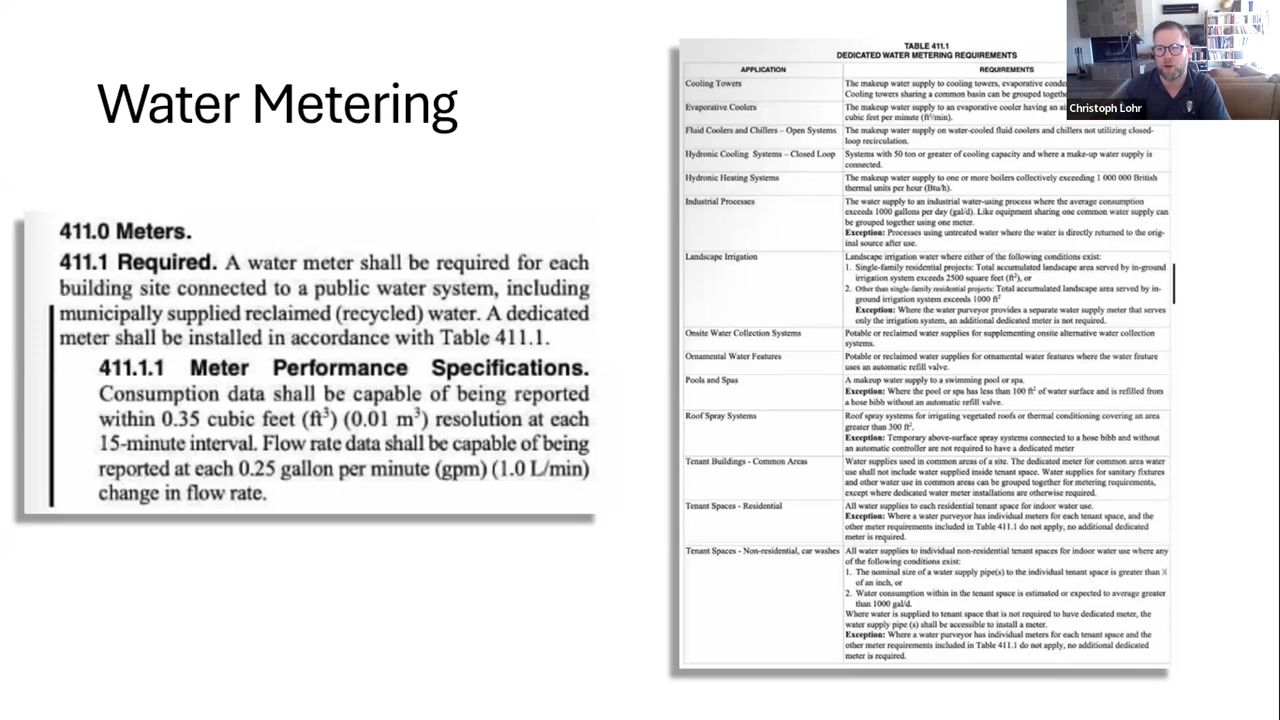 Water Metering
411.0 Meters.
411.1 Required. A water meter shall be required for each
building site connected to a public water system, including
municipally supplied reclaimed (recycled) water. A dedicated
meter shall be installed in accordance with Table 411.1.
411.1.1 Meter Performance Specifications.
Consumption data shall be capable of being reported
within 0.35 cubic feet (ft³) (0.01 m³) resolution at each
15-minute interval. Flow rate data shall be capable of being
reported at each 0.25 gallon per minute (gpm) (1.0 L/min)
change in flow rate.
TABLE 411.1
DEDICATED WATER METERING REQUIREMENTS
APPLICATION REQUIREMENTS
Cooling Towers The makeup water supply to cooling towers, evaporative
Cooling towers sharing a common basin can be grouped
Evaporative Coolers The makeup water supply to an evaporative cooler having an
cubic feet per minute (ft³/min).
Fluid Coolers and Chillers – Open Systems The makeup water supply on water-cooled fluid coolers and chillers not utilizing closed-
loop recirculation.
Hydronic Cooling Systems – Closed Loop Systems with 50 ton or greater of cooling capacity and where a make-up water supply is
connected.
Hydronic Heating Systems The makeup water supply to one or more boilers collectively exceeding 1 000 000 British
thermal units per hour (Btu/h).
Industrial Processes The water supply to an industrial water-using process where the average consumption
exceeds 1000 gallons per day (gal/d). Like equipment sharing one common water supply can
be grouped together using one meter.
Exception: Processes using untreated water where the water is directly returned to the orig-
inal source after use.
Landscape Irrigation Landscape irrigation water where either of the following conditions exist:
1. Single-family residential projects: Total accumulated landscape area served by in-ground
irrigation system exceeds 2500 square feet (ft²), or
2. Other than single-family residential projects: Total accumulated landscape area served by in-
ground irrigation system exceeds 1000 ft²
Exception: Where the water purveyor provides a separate water supply meter that serves
only the irrigation system, an additional dedicated meter is not required.
Onsite Water Collection Systems Potable or reclaimed water supplies for supplementing onsite alternative water collection
systems.
Ornamental Water Features Potable or reclaimed water supplies for ornamental water features where the water feature
uses an automatic refill valve.
Pools and Spas A makeup water supply to a swimming pool or spa.
Exception: Where the pool or spa has less than 100 ft² of water surface and is refilled from
a hose bibb without an automatic refill valve.
Roof Spray Systems Roof spray systems for irrigating vegetated roofs or thermal conditioning covering an area
greater than 300 ft².
Exception: Temporary above-surface spray systems connected to a hose bibb and without
an automatic controller are not required to have a dedicated meter
Tenant Buildings - Common Areas Water supplies used in common areas of a site. The dedicated meter for common area water
use shall not include water supplied inside tenant space. Water supplies for sanitary fixtures
and other water use in common areas can be grouped together for metering requirements,
except where dedicated water meter installations are otherwise required.
Tenant Spaces - Residential All water supplies to each residential tenant space for indoor water use.
Exception: Where a water purveyor has individual meters for each tenant space, and the
other meter requirements included in Table 411.1 do not apply, no additional dedicated
meter is required.
Tenant Spaces - Non-residential, car washes All water supplies to individual non-residential tenant spaces for indoor water use where any
of the following conditions exist:
1. The nominal size of a water supply pipe(s) to the individual tenant space is greater than
of an inch, or
2. Water consumption within in the tenant space is estimated or expected to average greater
than 1000 gal/d.
Where water is supplied to tenant space that is not required to have dedicated meter, the
water supply pipe (s) shall be accessible to install a meter.
Exception: Where a water purveyor has individual meters for each tenant space and the
other meter requirements included in Table 411.1 do not apply, no additional dedicated
meter is required.
Christoph Lohr